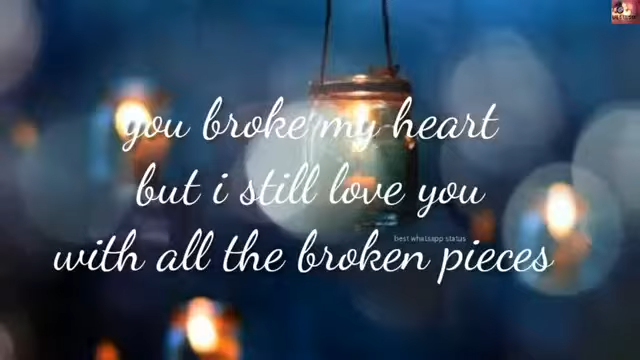 you broke my heart
but i still love you
best whatsapp status
with all the broken pieces